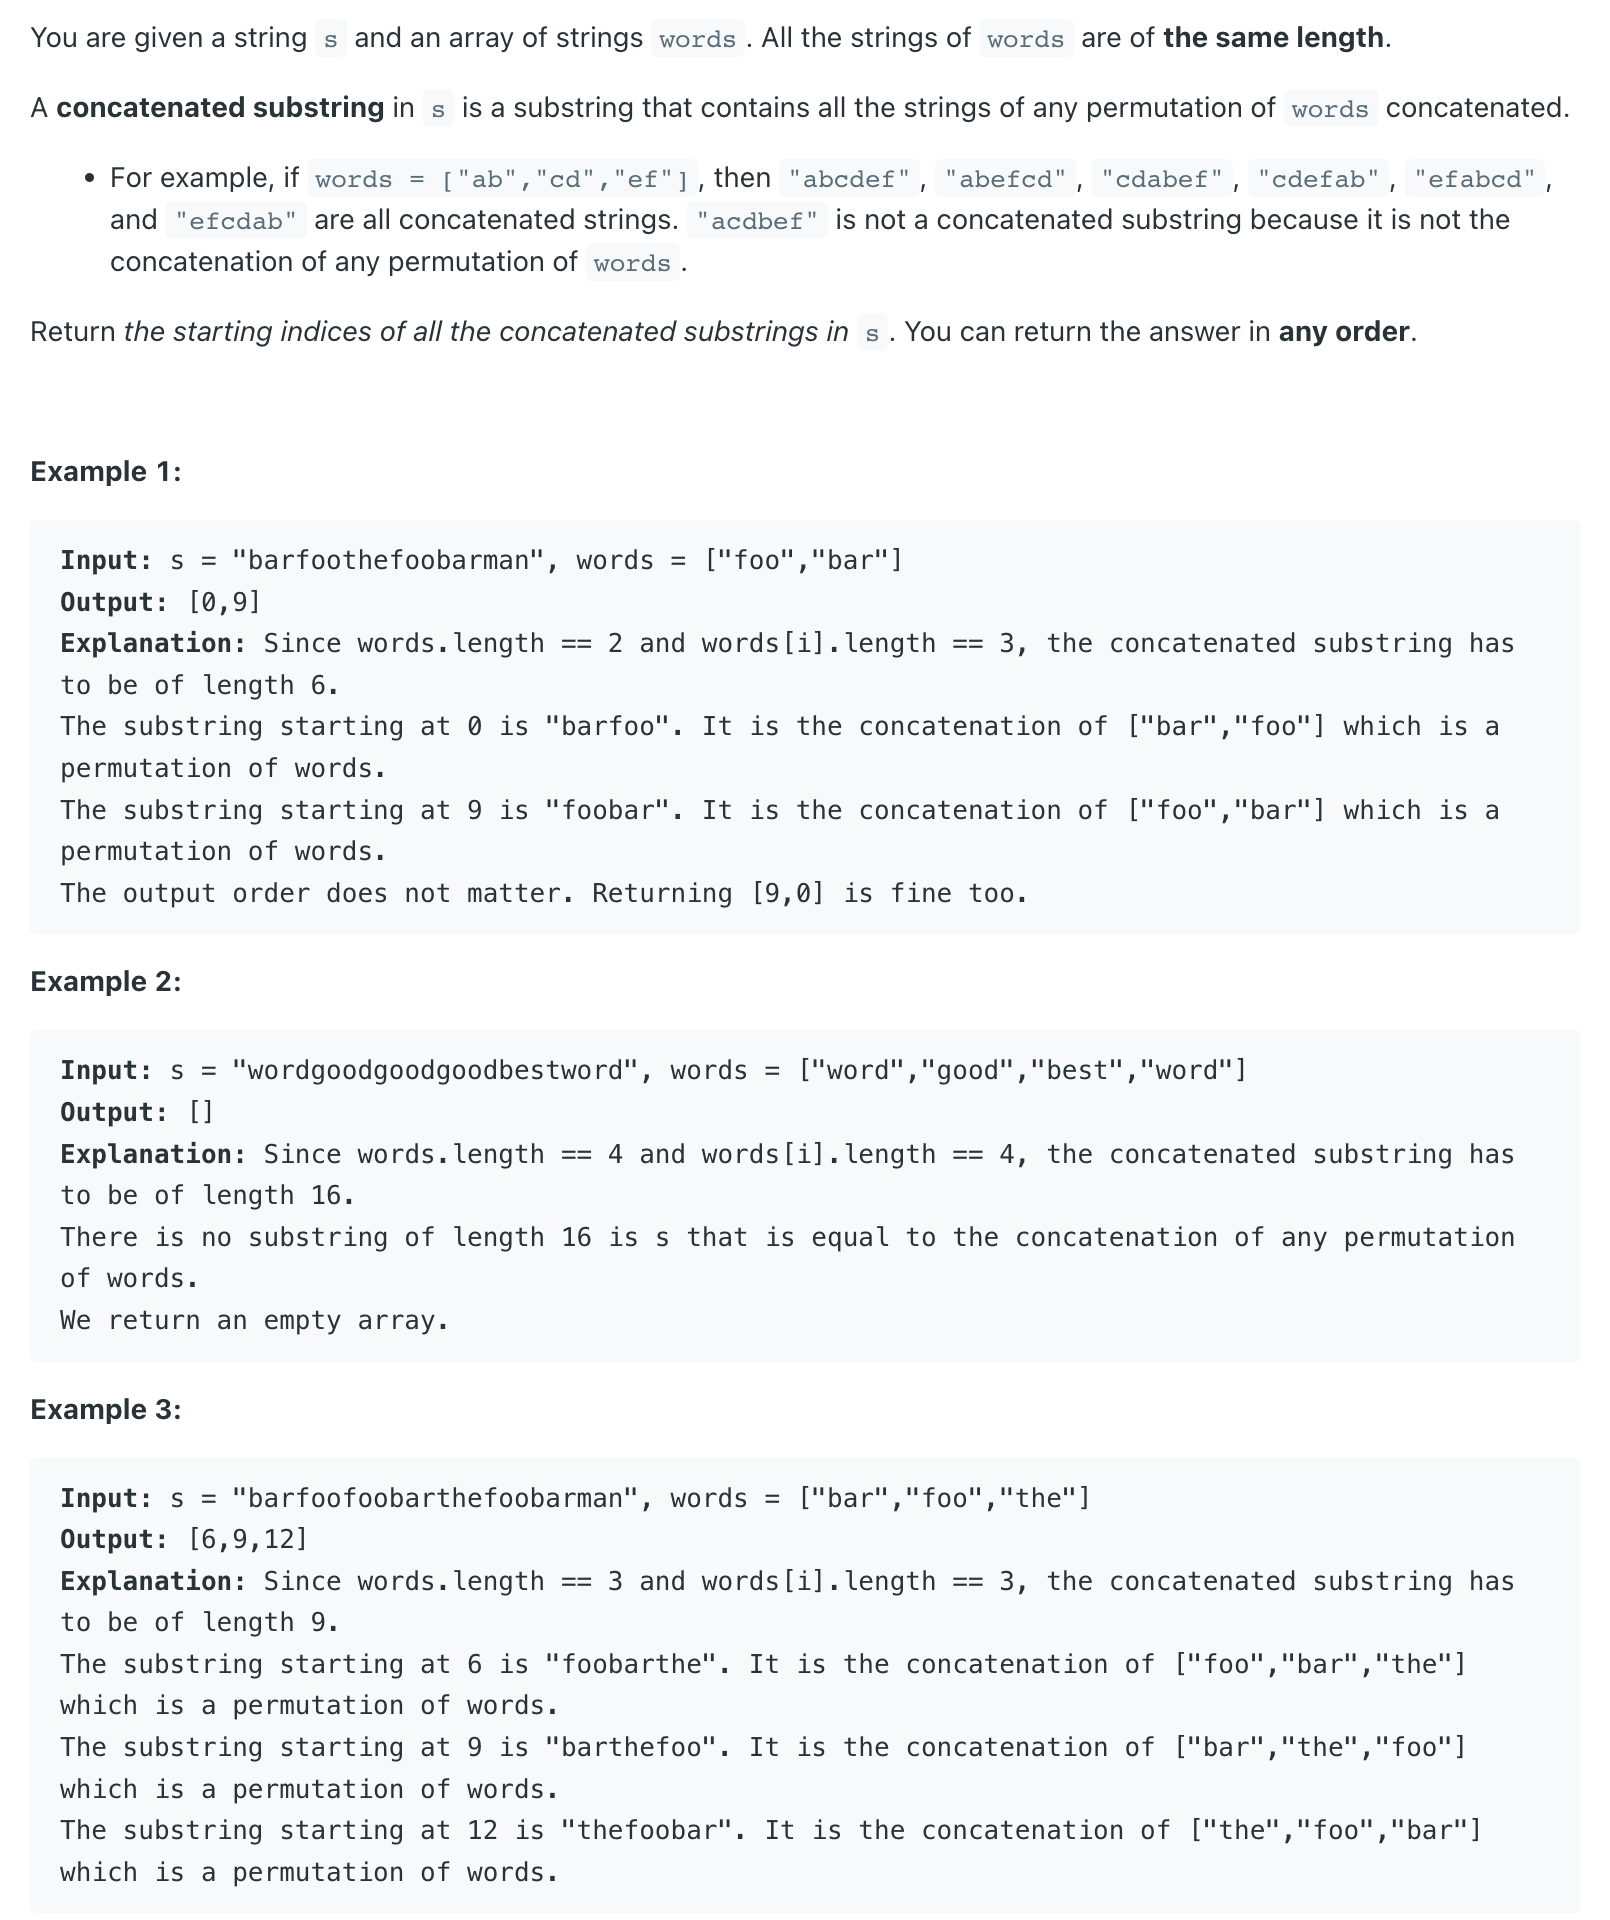 You are given a string s and an array of strings words. All the strings of words are of the same length.
A concatenated substring in s is a substring that contains all the strings of any permutation of words concatenated.
• For example, if words = ["ab","cd","ef"], then "abcdef", "abefcd", "cdabef", "cdefab", "efabcd",
and "efcdab" are all concatenated strings. "acdbef" is not a concatenated substring because it is not the
concatenation of any permutation of words.
Return the starting indices of all the concatenated substrings in s. You can return the answer in any order.
Example 1:
Input: s = "barfoothefoobarman", words = ["foo","bar"]
Output: [0,9]
Explanation: Since words.length == 2 and words[i].length == 3, the concatenated substring has
to be of length 6.
The substring starting at 0 is "barfoo". It is the concatenation of ["bar","foo"] which is a
permutation of words.
The substring starting at 9 is "foobar". It is the concatenation of ["foo","bar"] which is a
permutation of words.
The output order does not matter. Returning [9,0] is fine too.
Example 2:
Input: s = "wordgoodgoodgoodbestword", words = ["word","good","best","word"]
Output: []
Explanation: Since words.length == 4 and words[i].length == 4, the concatenated substring has
to be of length 16.
There is no substring of length 16 is s that is equal to the concatenation of any permutation
of words.
We return an empty array.
Example 3:
Input: s = "barfoofoobarthefoobarman", words = ["bar","foo","the"]
Output: [6,9,12]
Explanation: Since words.length == 3 and words[i].length == 3, the concatenated substring has
to be of length 9.
The substring starting at 6 is "foobarthe". It is the concatenation of ["foo","bar","the"]
which is a permutation of words.
The substring starting at 9 is "barthefoo". It is the concatenation of ["bar","the","foo"]
which is a permutation of words.
The substring starting at 12 is "thefoobar". It is the concatenation of ["the","foo","bar"]
which is a permutation of words.